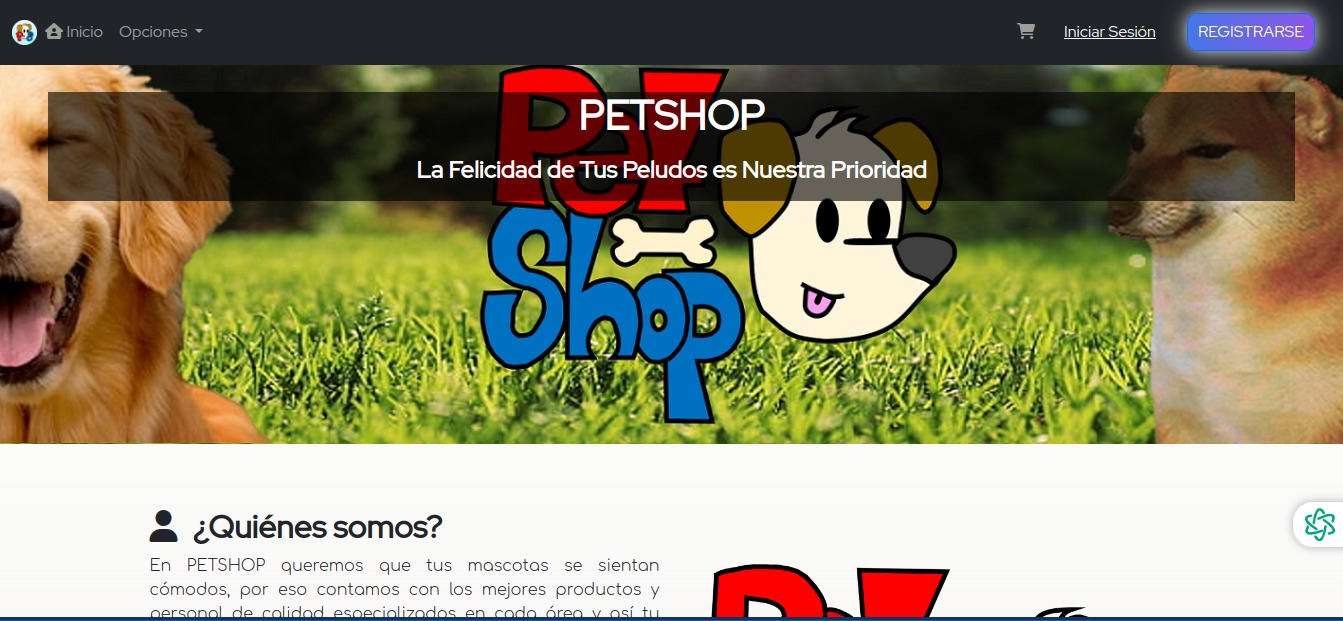 Inicio Opciones Iniciar Sesión REGISTRARSE
Pet
PETSHOP
La Felicidad de Tus Peludos es Nuestra Prioridad
Shop
¿Quiénes somos?
En PETSHOP queremos que tus mascotas se sientan
cómodos, por eso contamos con los mejores productos y
personal de calidad especializados en cada área y así tu